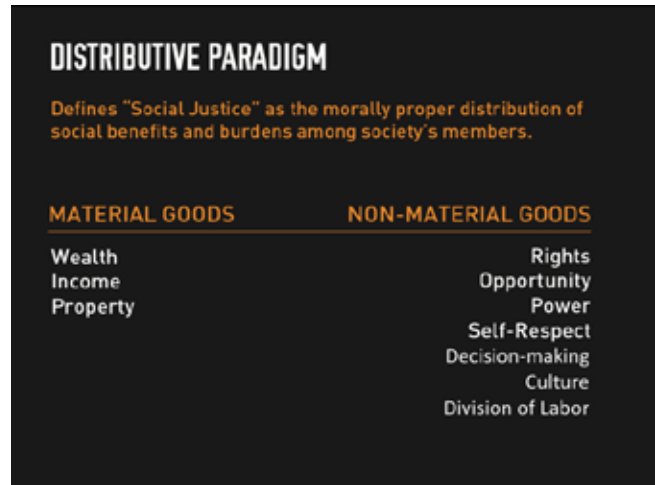 DISTRIBUTIVE PARADIGM
Defines “Social Justice” as the morally proper distribution of
social benefits and burdens among society's members.
MATERIAL GOODS
Wealth
Income
Property
NON-MATERIAL GOODS
Rights
Opportunity
Power
Self-Respect
Decision-making
Culture
Division of Labor